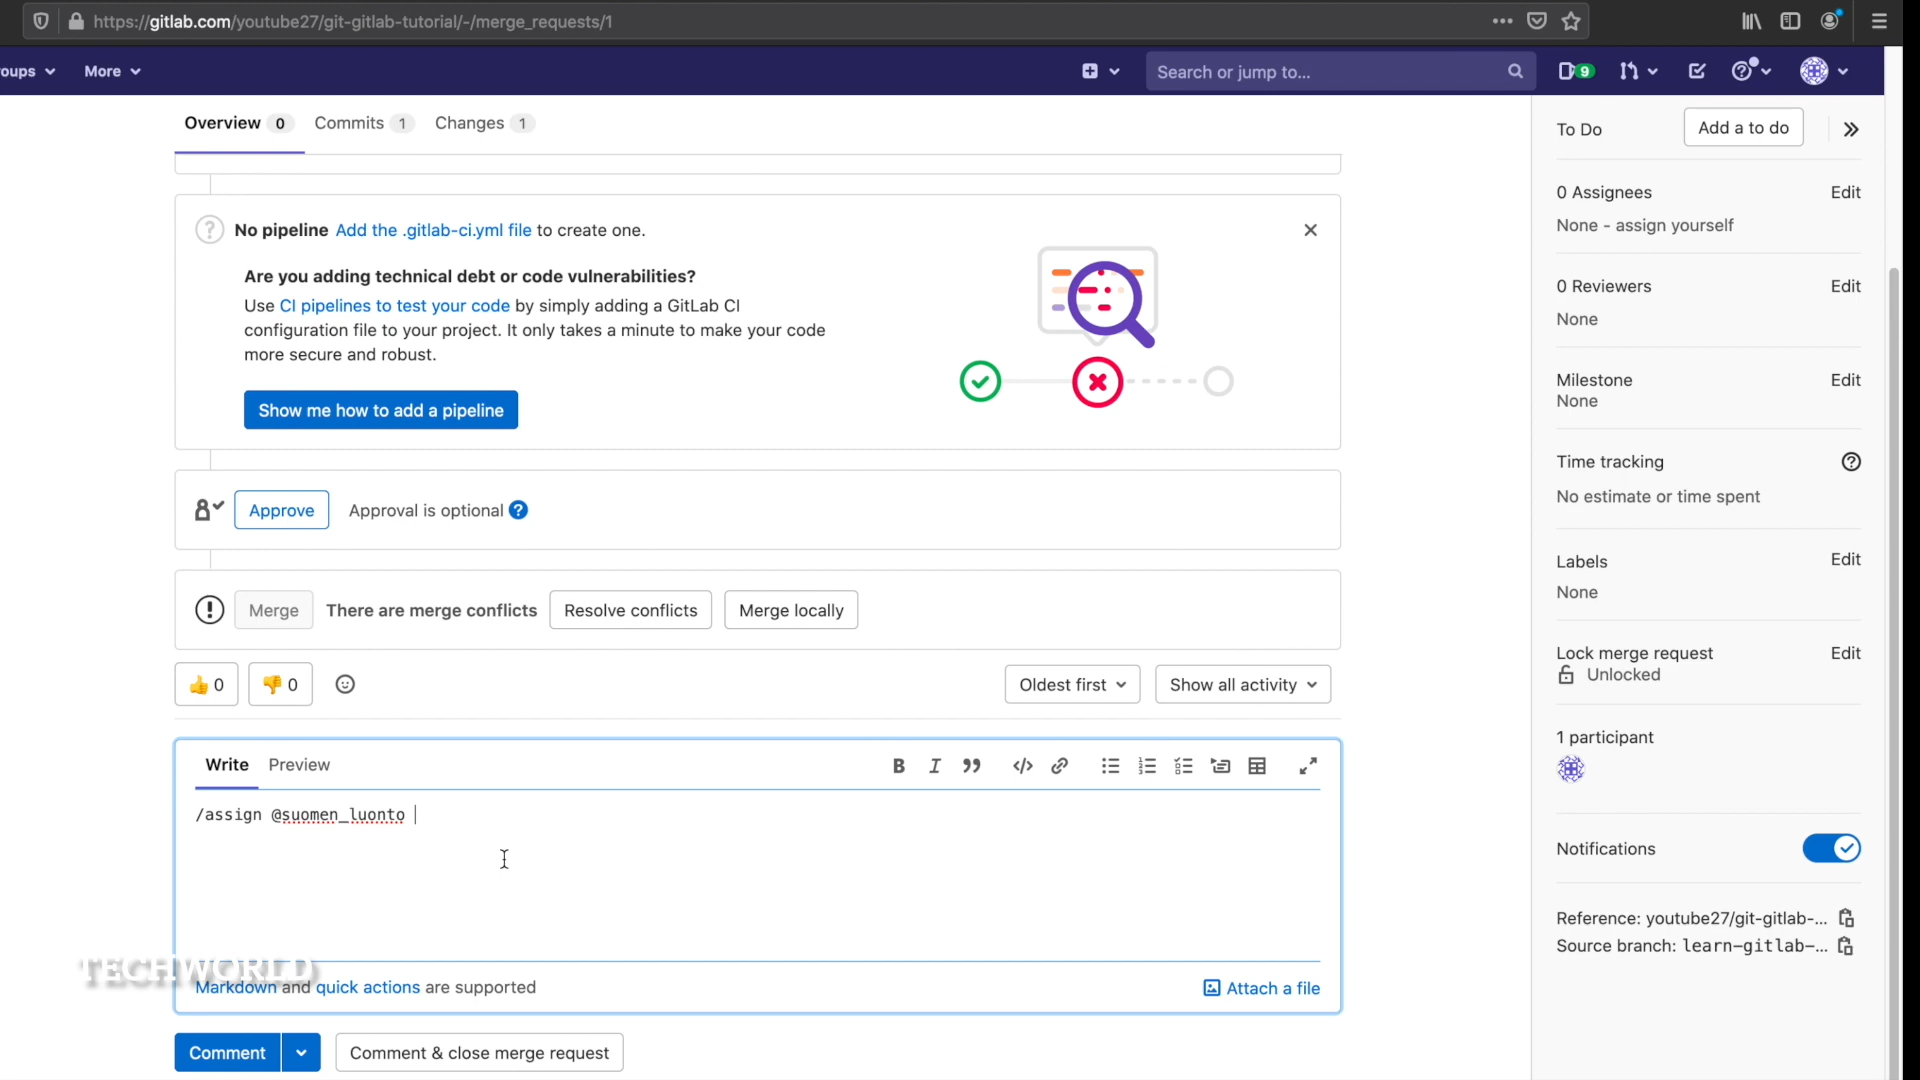 https://gitlab.com/youtube27/git-gitlab-tutorial/-/merge_requests/1
oups More Search or jump to... 9
Overview 0 Commits 1 Changes 1
No pipeline Add the .gitlab-ci.yml file to create one.
Are you adding technical debt or code vulnerabilities?
Use CI pipelines to test your code by simply adding a GitLab CI
configuration file to your project. It only takes a minute to make your code
more secure and robust.
Show me how to add a pipeline
Approve Approval is optional
Merge There are merge conflicts Resolve conflicts Merge locally
0 0 Oldest first Show all activity
Write Preview
/assign @suomen_luonto
TECHWORLD
Markdown and quick actions are supported Attach a file
Comment Comment & close merge request
To Do Add a to do
0 Assignees Edit
None - assign yourself
0 Reviewers Edit
None
Milestone Edit
None
Time tracking
No estimate or time spent
Labels Edit
None
Lock merge request Edit
Unlocked
1 participant
Notifications
Reference: youtube27/git-gitlab-...
Source branch: learn-gitlab-...